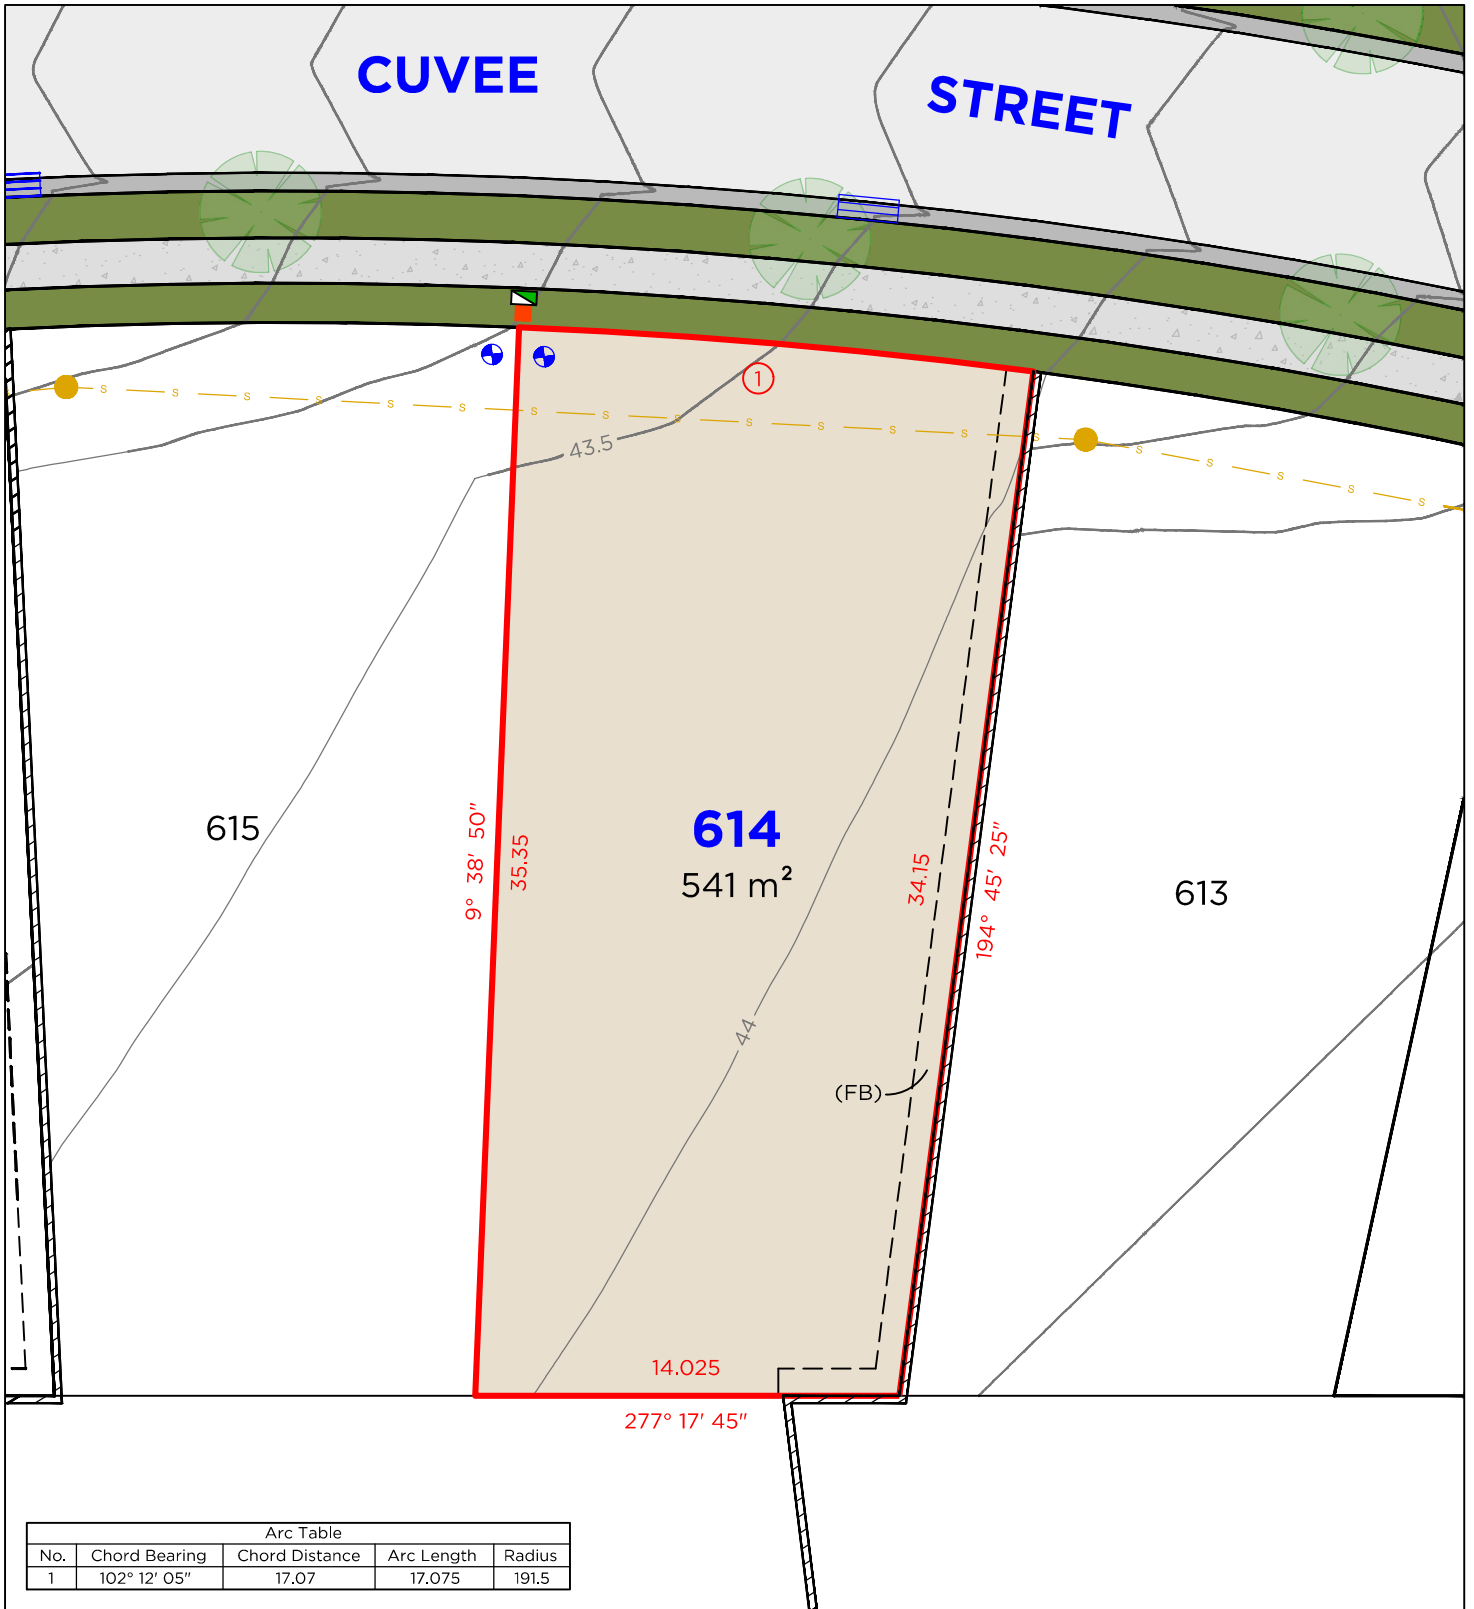 CUVEE STREET
1
43.5
S S S S S S S S S S S S S S S S S S S
615
9° 38' 50"
35.35
614
541 m²
34.15
194° 45' 25"
613
44
(FB)
14.025
277° 17' 45"
Arc Table
No. Chord Bearing Chord Distance Arc Length Radius
1 102° 12' 05" 17.07 17.075 191.5